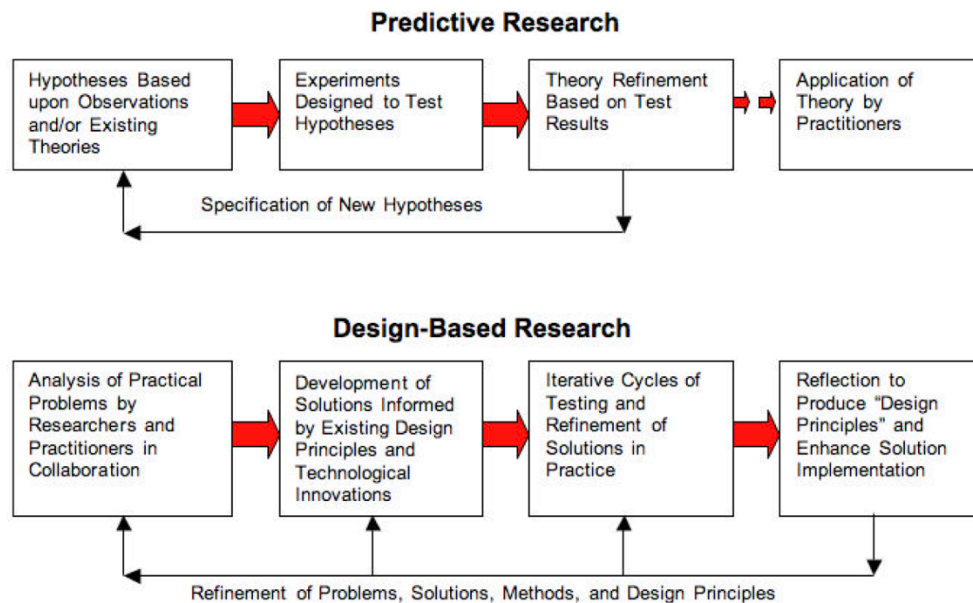 Predictive Research
Hypotheses Based
upon Observations
and/or Existing
Theories
Experiments
Designed to Test
Hypotheses
Theory Refinement
Based on Test
Results
Application of
Theory by
Practitioners
Specification of New Hypotheses
Design-Based Research
Analysis of Practical
Problems by
Researchers and
Practitioners in
Collaboration
Development of
Solutions Informed
by Existing Design
Principles and
Technological
Innovations
Iterative Cycles of
Testing and
Refinement of
Solutions in
Practice
Reflection to
Produce “Design
Principles” and
Enhance Solution
Implementation
Refinement of Problems, Solutions, Methods, and Design Principles